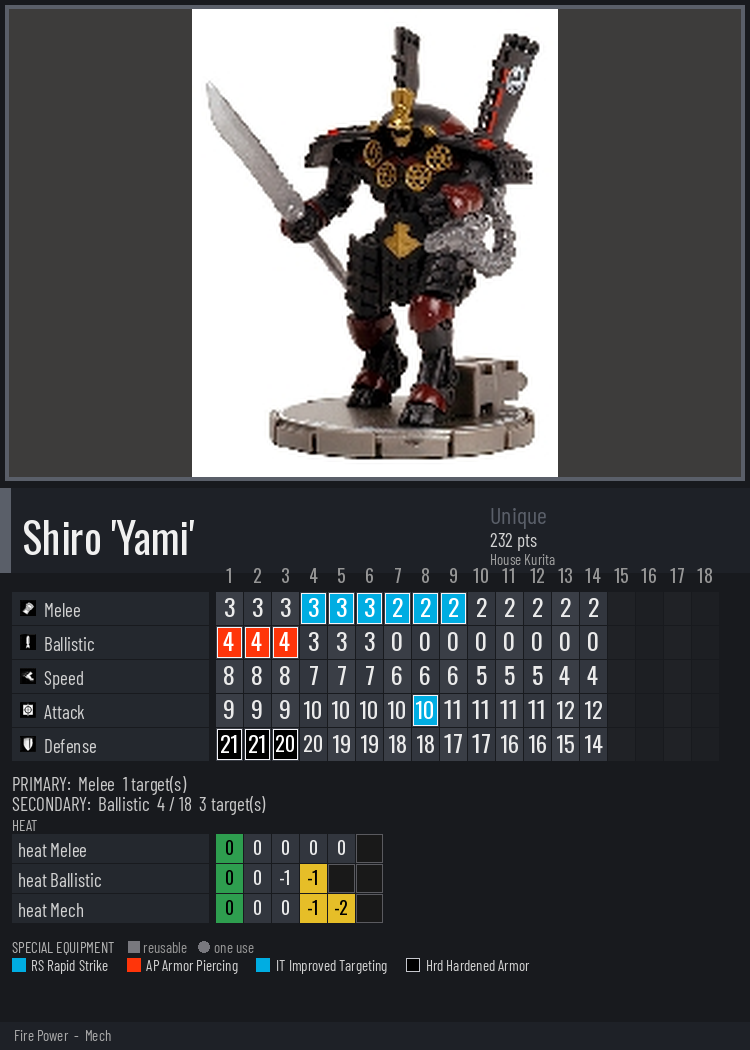 Shiro 'Yami'
Unique
232 pts
House Kurita
1 2 3 4 5 6 7 8 9 10 11 12 13 14 15 16 17 18
Melee 3 3 3 3 3 3 2 2 2 2 2 2 2 2
Ballistic 4 4 4 3 3 3 0 0 0 0 0 0 0 0
Speed 8 8 8 7 7 7 6 6 6 5 5 5 4 4
Attack 9 9 9 10 10 10 10 10 11 11 11 11 12 12
Defense 21 21 20 20 19 19 18 18 17 17 16 16 15 14
PRIMARY: Melee 1 target(s)
SECONDARY: Ballistic 4 / 18 3 target(s)
HEAT
heat Melee 0 0 0 0 0
heat Ballistic 0 0 -1 -1
heat Mech 0 0 0 -1 -2
SPECIAL EQUIPMENT reusable one use
RS Rapid Strike AP Armor Piercing IT Improved Targeting Hrd Hardened Armor
Fire Power - Mech